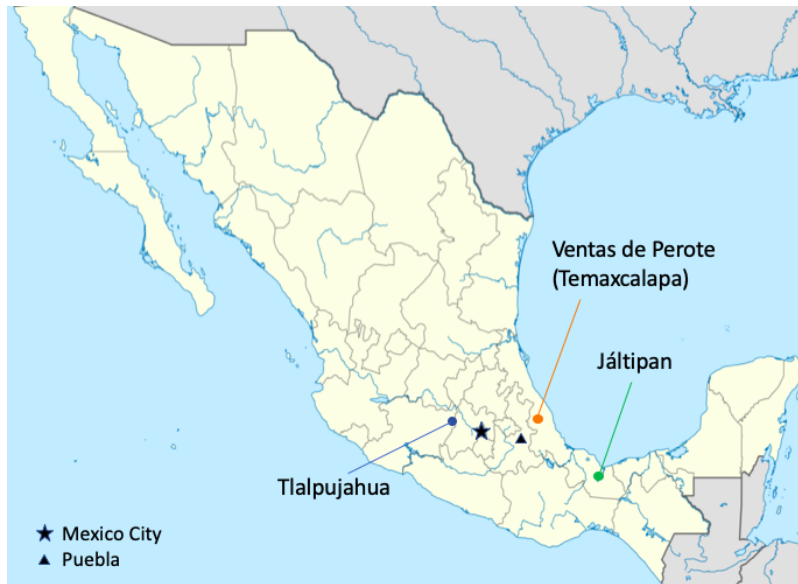 Ventas de Perote
(Temaxcalapa)
Jáltipan
Tlalpujahua
Mexico City
Puebla